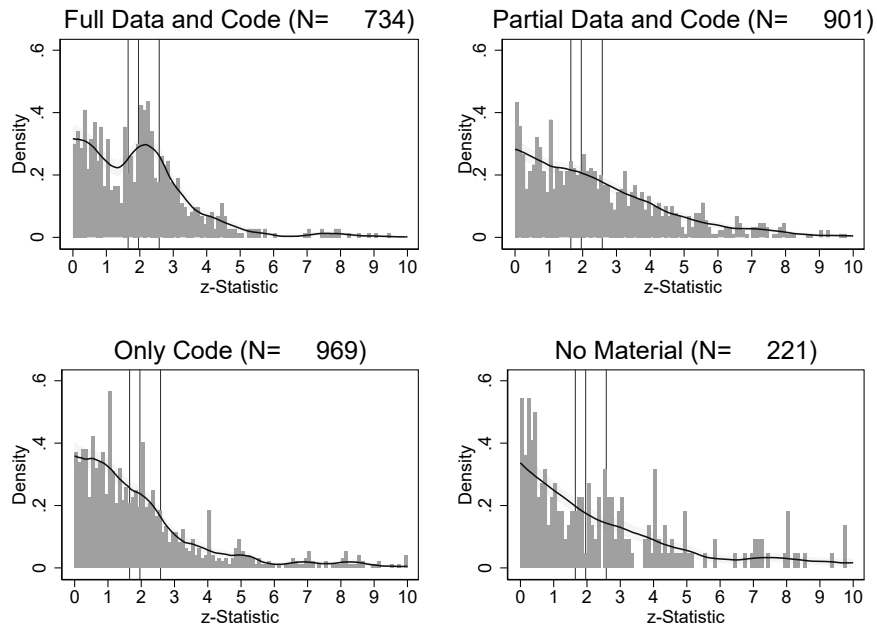 Full Data and Code (N= 734)
Density
0 .2 .4 .6
0 1 2 3 4 5 6 7 8 9 10
z-Statistic
Partial Data and Code (N= 901)
Density
0 .2 .4 .6
0 1 2 3 4 5 6 7 8 9 10
z-Statistic
Only Code (N= 969)
Density
0 .2 .4 .6
0 1 2 3 4 5 6 7 8 9 10
z-Statistic
No Material (N= 221)
Density
0 .2 .4 .6
0 1 2 3 4 5 6 7 8 9 10
z-Statistic